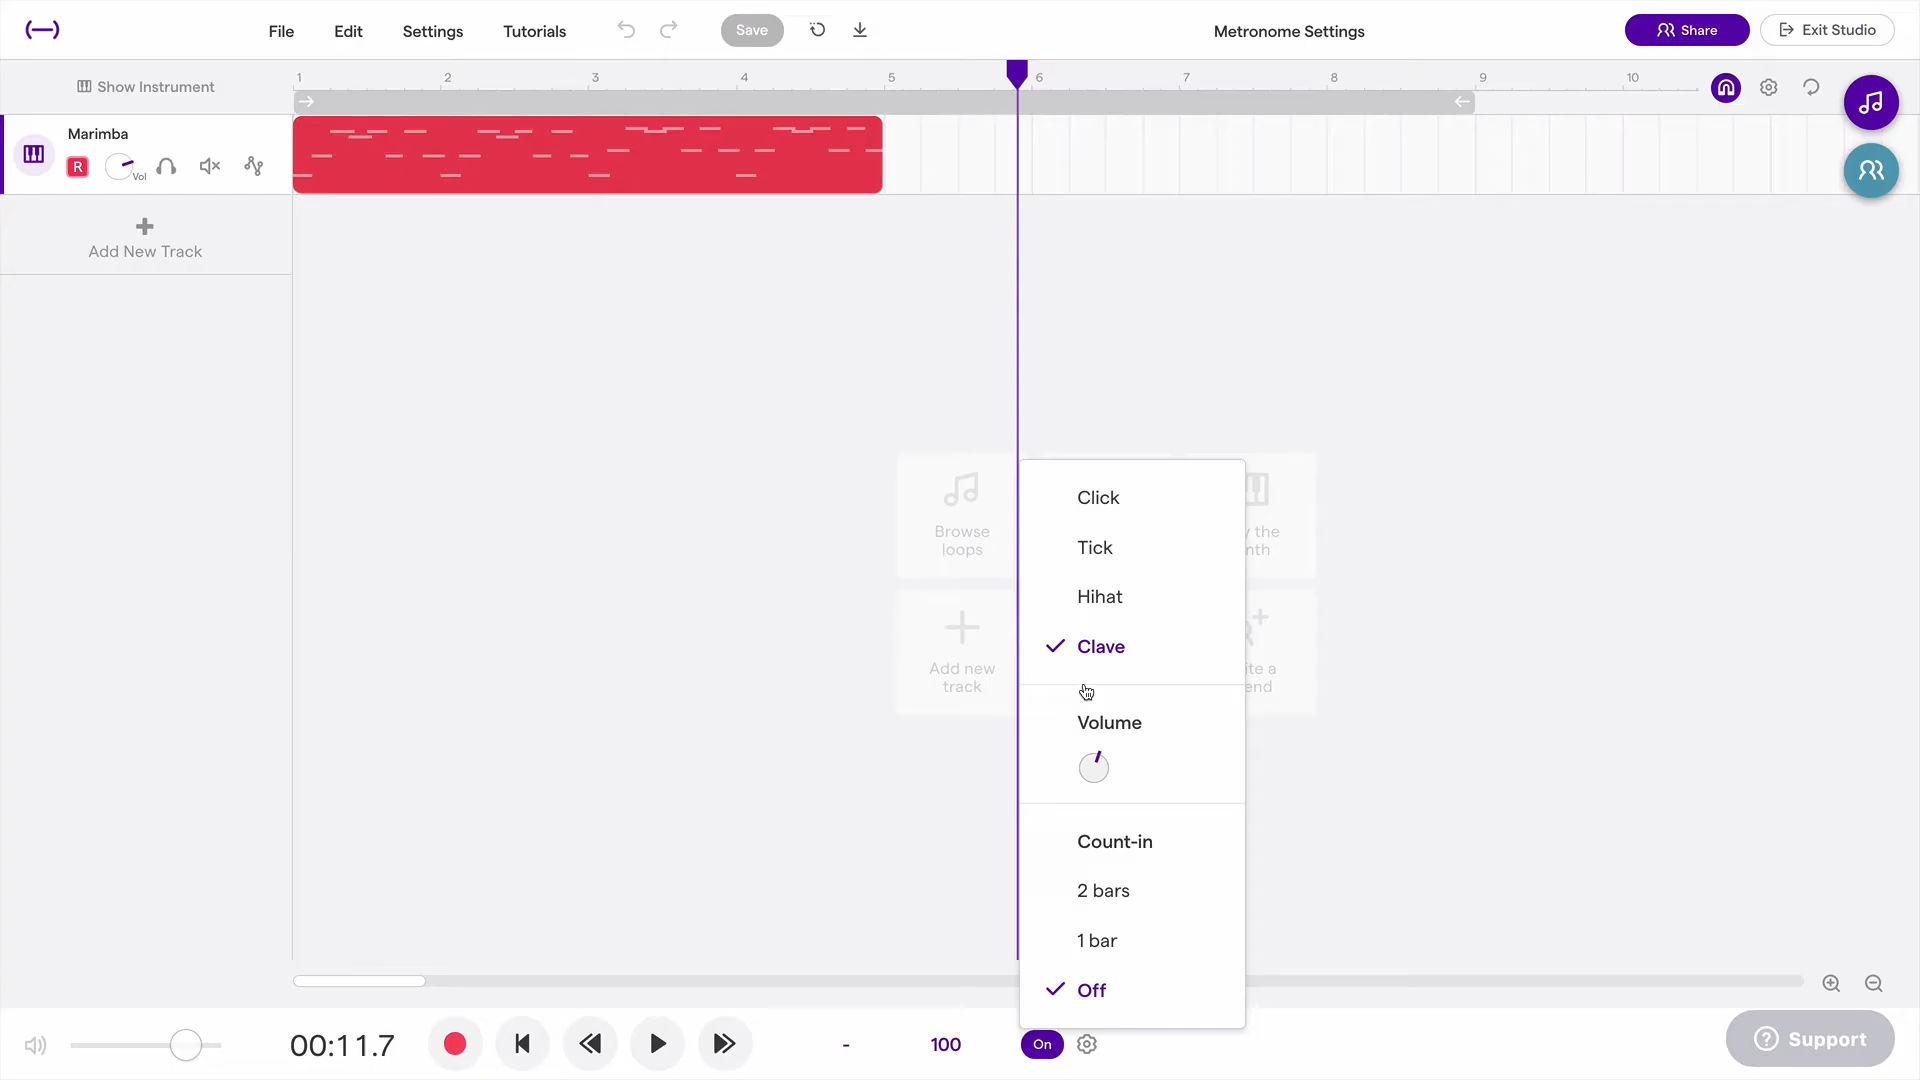 File
Edit
Settings
Tutorials
Save
Metronome Settings
Share
Exit Studio
Show Instrument
1
2
3
4
5
6
7
8
9
10
Marimba
R
Vol
Add New Track
Browse
loops
Add new
track
Click
Tick
Hihat
Clave
Volume
Count-in
2 bars
1 bar
Off
the
00:11.7
-
100
On
Support